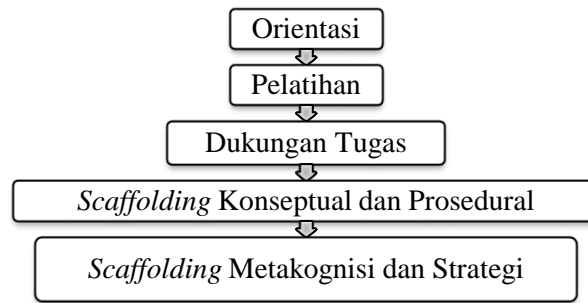 Orientasi
Pelatihan
Dukungan Tugas
Scaffolding Konseptual dan Prosedural
Scaffolding Metakognisi dan Strategi